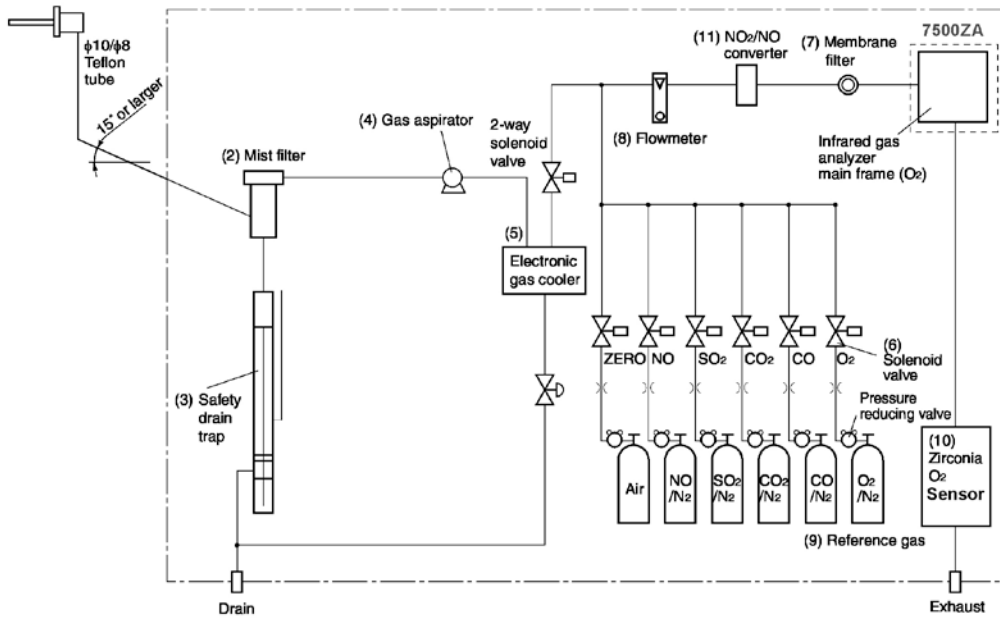 7500ZA
ϕ10/ϕ8
Teflon
tube
15° or larger
(11) NO₂/NO
converter
(7) Membrane
filter
(4) Gas aspirator
2-way
solenoid
valve
(8) Flowmeter
Infrared gas
analyzer
main frame (O₂)
(2) Mist filter
(5)
Electronic
gas cooler
ZERO
NO
SO₂
CO₂
CO
O₂
(6)
Solenoid
valve
(3) Safety
drain
trap
Pressure
reducing valve
Air
NO
/N₂
SO₂
/N₂
CO₂
/N₂
CO
/N₂
O₂
/N₂
(10)
Zirconia
O₂
Sensor
(9) Reference gas
Drain
Exhaust